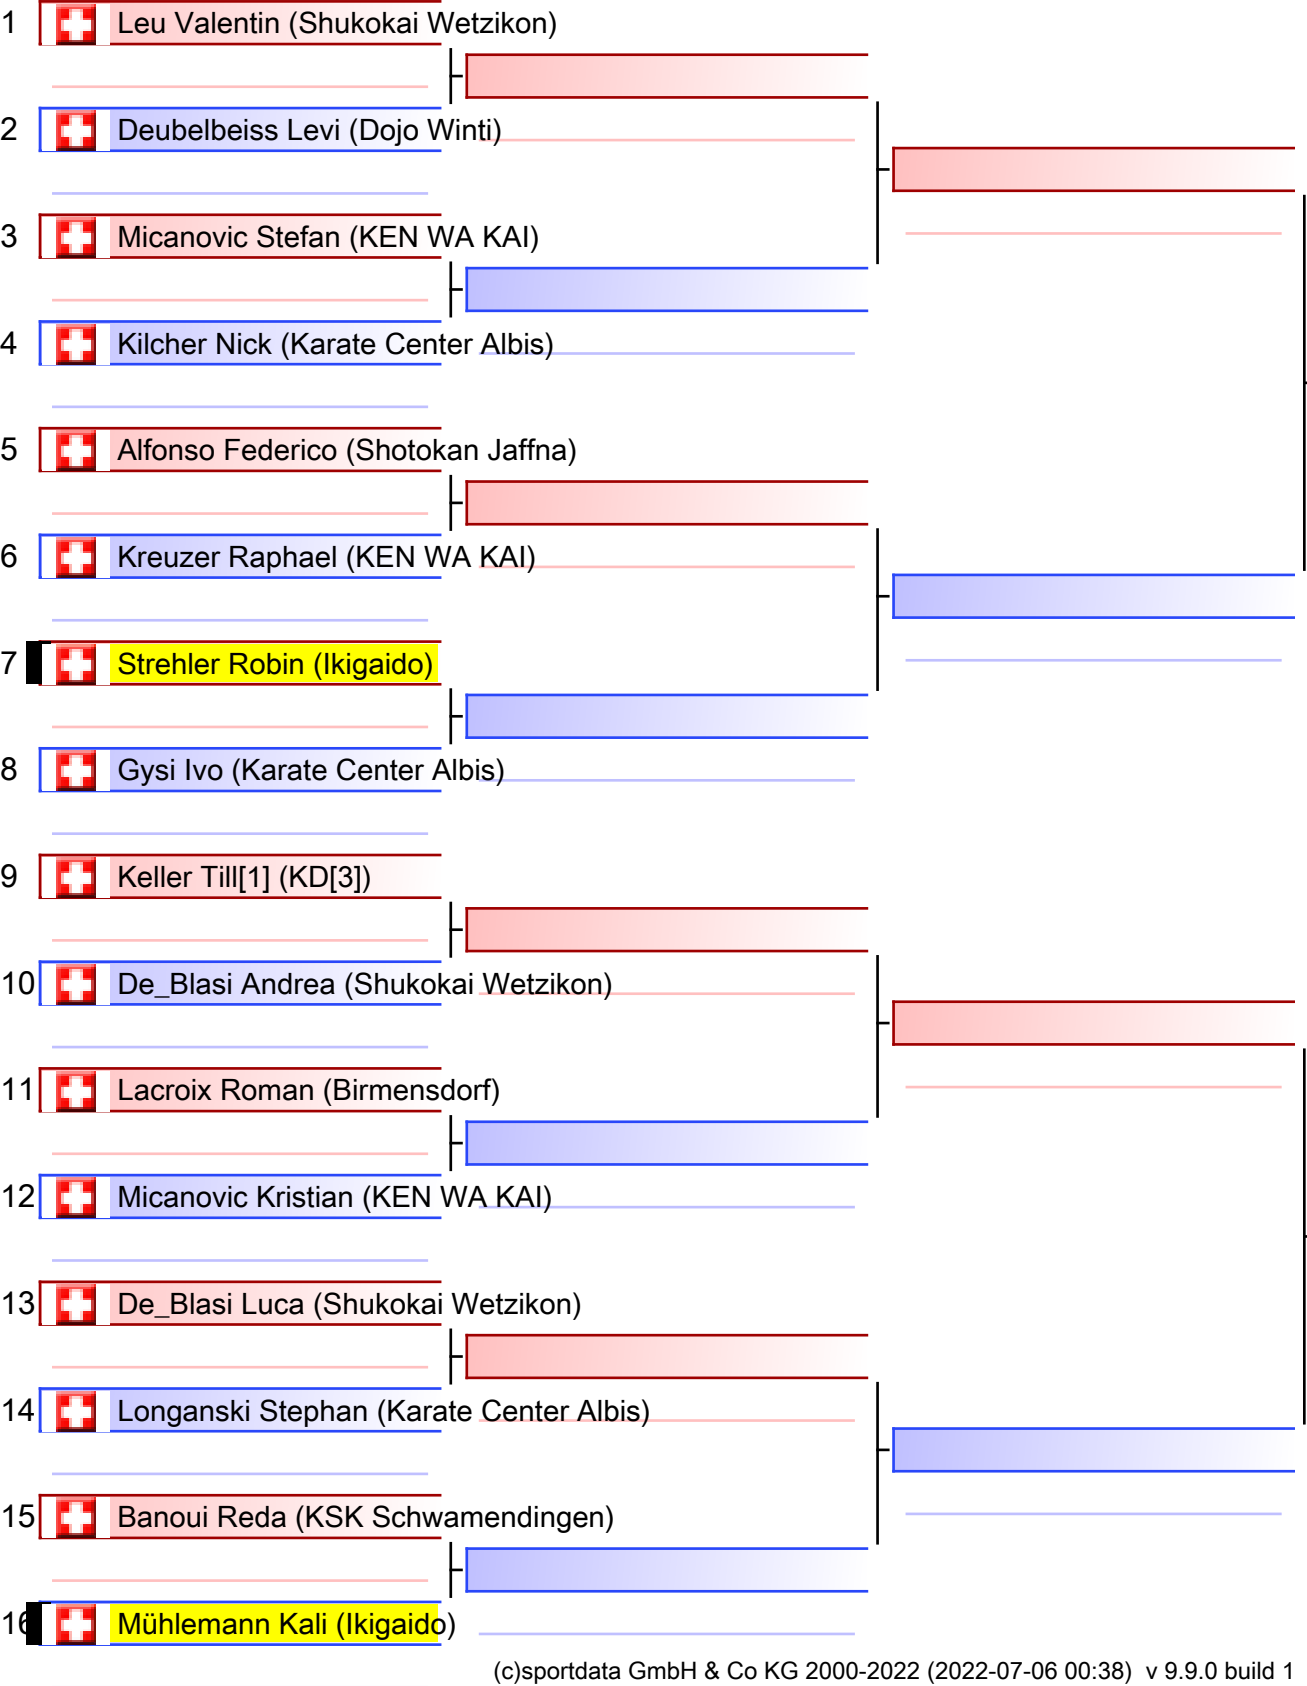 1 Leu Valentin (Shukokai Wetzikon)
2 Deubelbeiss Levi (Dojo Winti)
3 Micanovic Stefan (KEN WA KAI)
4 Kilcher Nick (Karate Center Albis)
5 Alfonso Federico (Shotokan Jaffna)
6 Kreuzer Raphael (KEN WA KAI)
7 Strehler Robin (Ikigaido)
8 Gysi Ivo (Karate Center Albis)
9 Keller Till[1] (KD[3])
10 De_Blasi Andrea (Shukokai Wetzikon)
11 Lacroix Roman (Birmensdorf)
12 Micanovic Kristian (KEN WA KAI)
13 De_Blasi Luca (Shukokai Wetzikon)
14 Longanski Stephan (Karate Center Albis)
15 Banoui Reda (KSK Schwamendingen)
16 Mühlemann Kali (Ikigaido)
(c)sportdata GmbH & Co KG 2000-2022 (2022-07-06 00:38) v 9.9.0 build 1